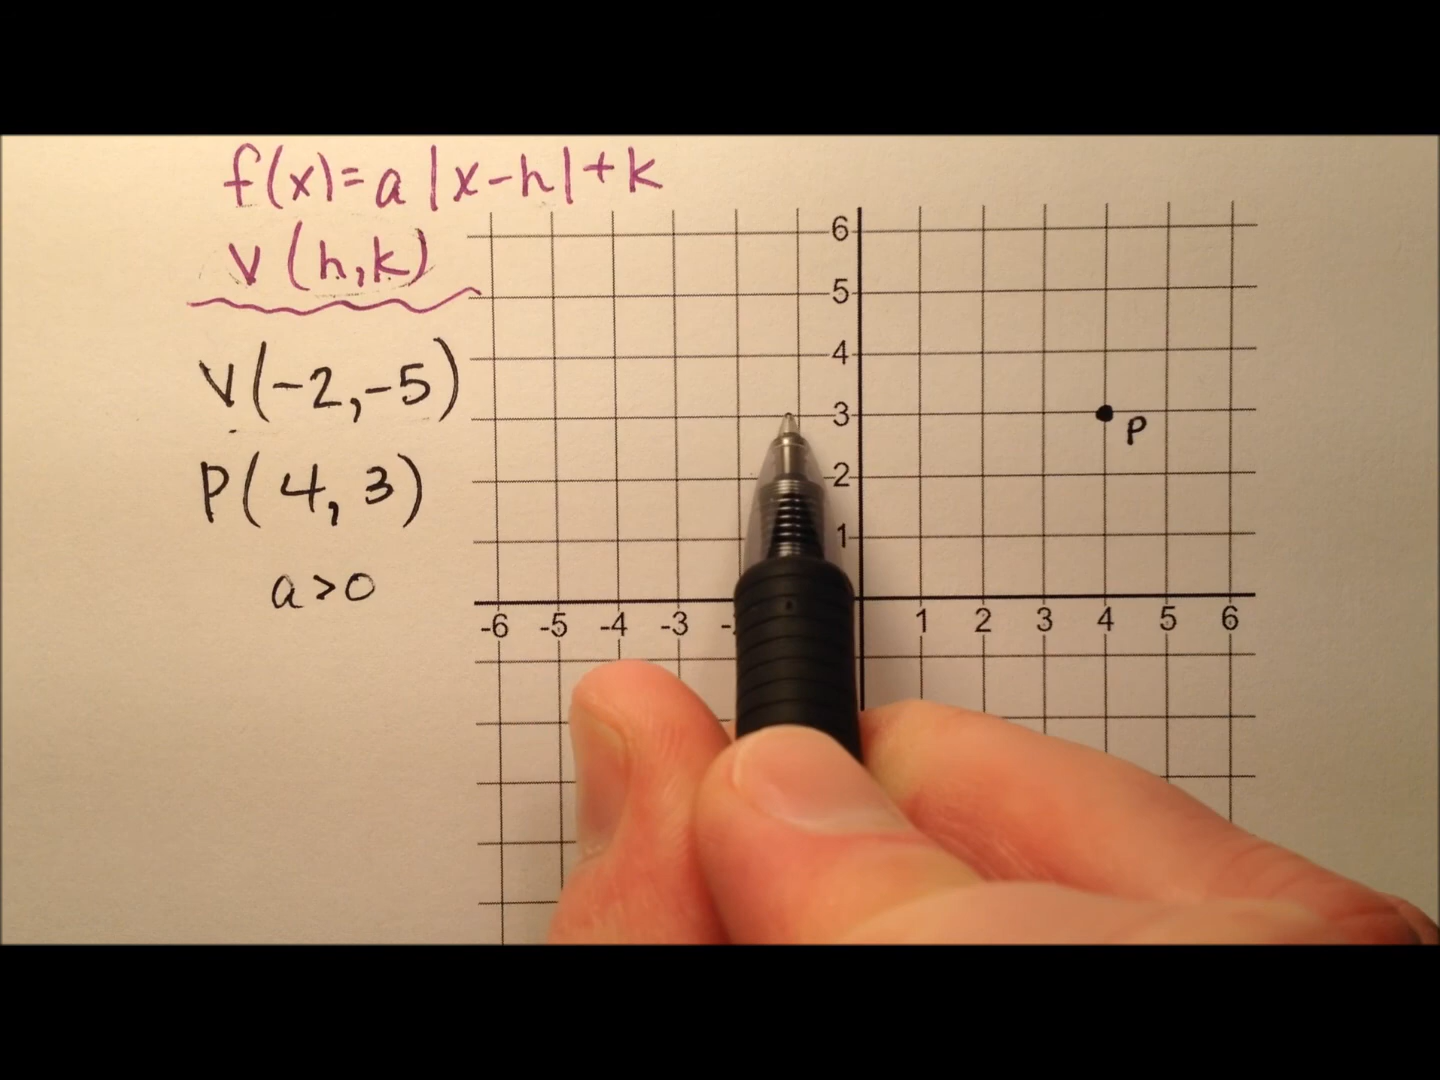 f(x)=a|x-h|+k
V(h,k)
V(-2,-5)
P(4,3)
a>0
6
5
4
3
P
2
1
-6 -5 -4 -3 1 2 3 4 5 6